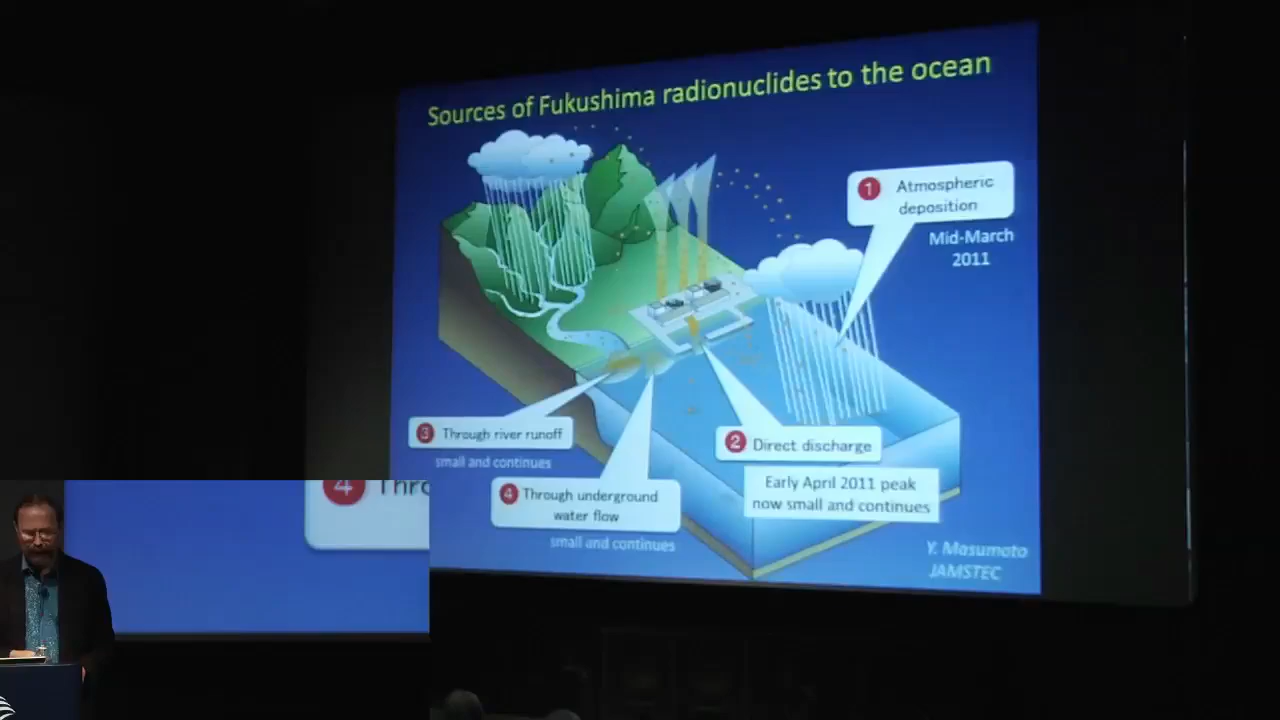 Sources of Fukushima radionuclides to the ocean
1 Atmospheric
deposition
Mid-March
2011
3 Through river runoff
small and continues
2 Direct discharge
Early April 2011 peak
now small and continues
4 Through underground
water flow
small and continues
Y. Masumoto
JAMSTEC
4 Thro